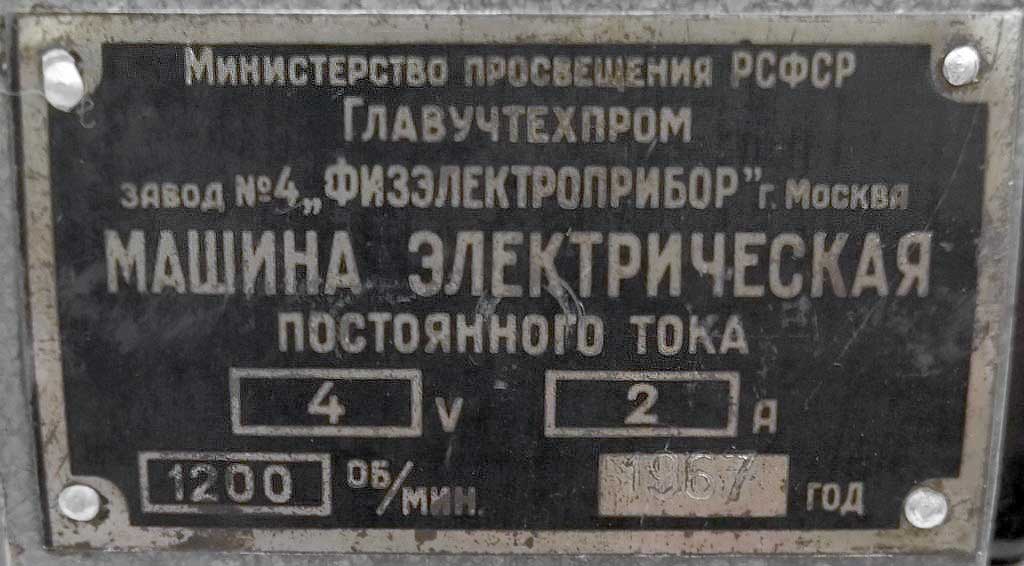 Министерство просвещения РСФСР
Главучтехпром
завод №4 „Физэлектроприбор” г. Москва
МАШИНА ЭЛЕКТРИЧЕСКАЯ
ПОСТОЯННОГО ТОКА
4 V 2 А
1200 ОБ/МИН. 1967 ГОД